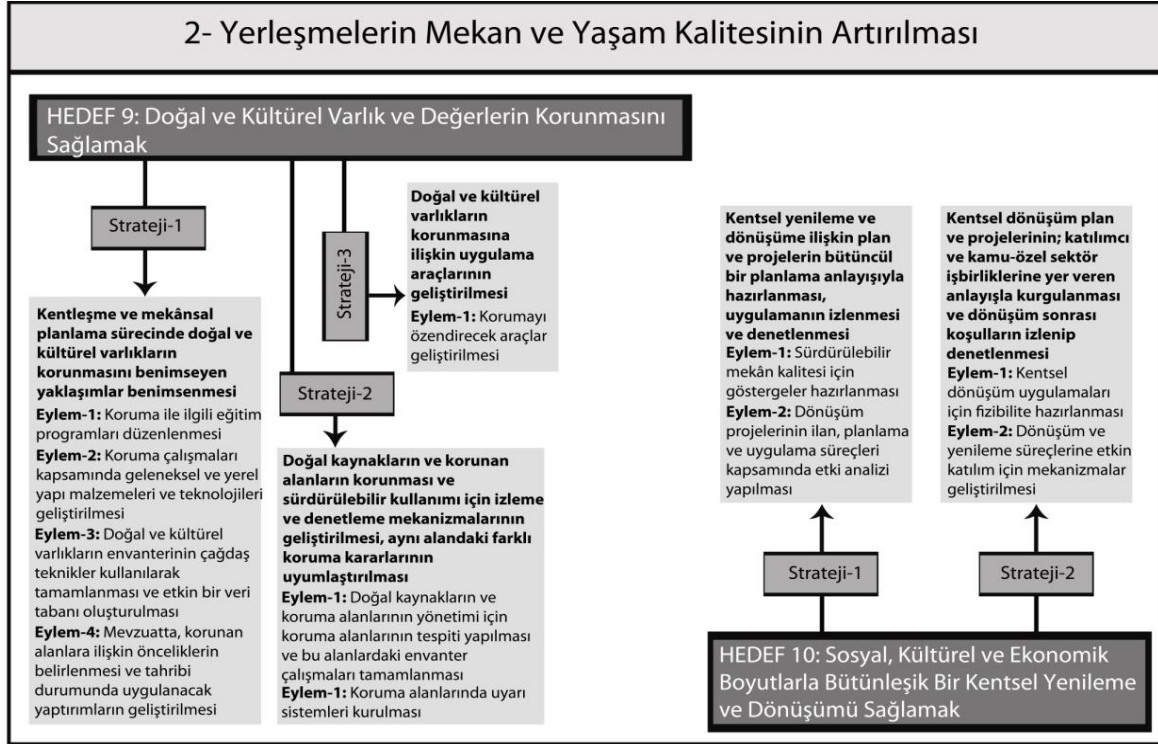 2- Yerleşmelerin Mekan ve Yaşam Kalitesinin Artırılması
HEDEF 9: Doğal ve Kültürel Varlık ve Değerlerin Korunmasını
Sağlamak
Strateji-1
Kentleşme ve mekânsal
planlama sürecinde doğal ve
kültürel varlıkların
korunmasını benimseyen
yaklaşımlar benimsenmesi
Eylem-1: Koruma ile ilgili eğitim
programları düzenlenmesi
Eylem-2: Koruma çalışmaları
kapsamında geleneksel ve yerel
yapı malzemeleri ve teknolojileri
geliştirilmesi
Eylem-3: Doğal ve kültürel
varlıkların envanterinin çağdaş
teknikler kullanılarak
tamamlanması ve etkin bir veri
tabanı oluşturulması
Eylem-4: Mevzuatta, korunan
alanlara ilişkin önceliklerin
belirlenmesi ve tahribi
durumunda uygulanacak
yaptırımların geliştirilmesi
Strateji-2
Doğal kaynakların ve korunan
alanların korunması ve
sürdürülebilir kullanımı için izleme
ve denetleme mekanizmalarının
geliştirilmesi, aynı alandaki farklı
koruma kararlarının
uyumlaştırılması
Eylem-1: Doğal kaynakların ve
koruma alanlarının yönetimi için
koruma alanlarının tespiti yapılması
ve bu alanlardaki envanter
çalışmaları tamamlanması
Eylem-1: Koruma alanlarında uyarı
sistemleri kurulması
Strateji-3
Doğal ve kültürel
varlıkların
korunmasına
ilişkin uygulama
araçlarının
geliştirilmesi
Eylem-1: Korumayı
özendirecek araçlar
geliştirilmesi
Kentsel yenileme ve
dönüşüme ilişkin plan
ve projelerin bütüncül
bir planlama anlayışıyla
hazırlanması,
uygulamanın izlenmesi
ve denetlenmesi
Eylem-1: Sürdürülebilir
mekân kalitesi için
göstergeler hazırlanması
Eylem-2: Dönüşüm
projelerinin ilan, planlama
ve uygulama süreçleri
kapsamında etki analizi
yapılması
Strateji-1
Kentsel dönüşüm plan
ve projelerinin; katılımcı
ve kamu-özel sektör
işbirliklerine yer veren
anlayışla kurgulanması
ve dönüşüm sonrası
koşulların izlenip
denetlenmesi
Eylem-1: Kentsel
dönüşüm uygulamaları
için fizibilite hazırlanması
Eylem-2: Dönüşüm ve
yenileme süreçlerine etkin
katılım için mekanizmalar
geliştirilmesi
Strateji-2
HEDEF 10: Sosyal, Kültürel ve Ekonomik
Boyutlarla Bütünleşik Bir Kentsel Yenileme
ve Dönüşümü Sağlamak